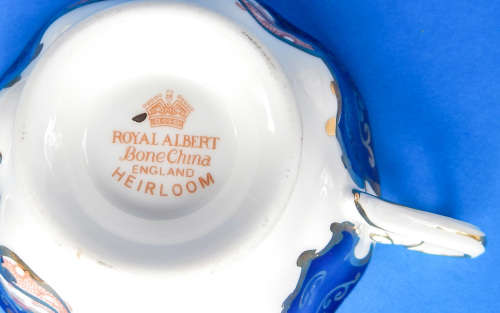 ROYAL ALBERT
Bone China
ENGLAND
HEIRLOOM